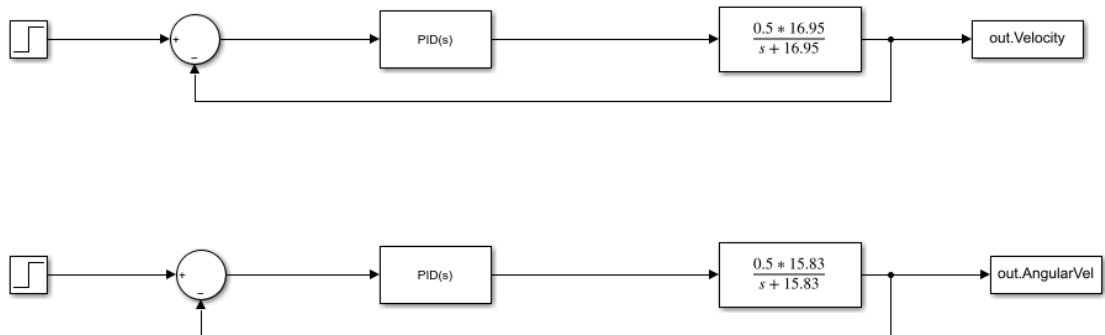 +
−
PID(s)
0.5 * 16.95
s + 16.95
out.Velocity
+
−
PID(s)
0.5 * 15.83
s + 15.83
out.AngularVel